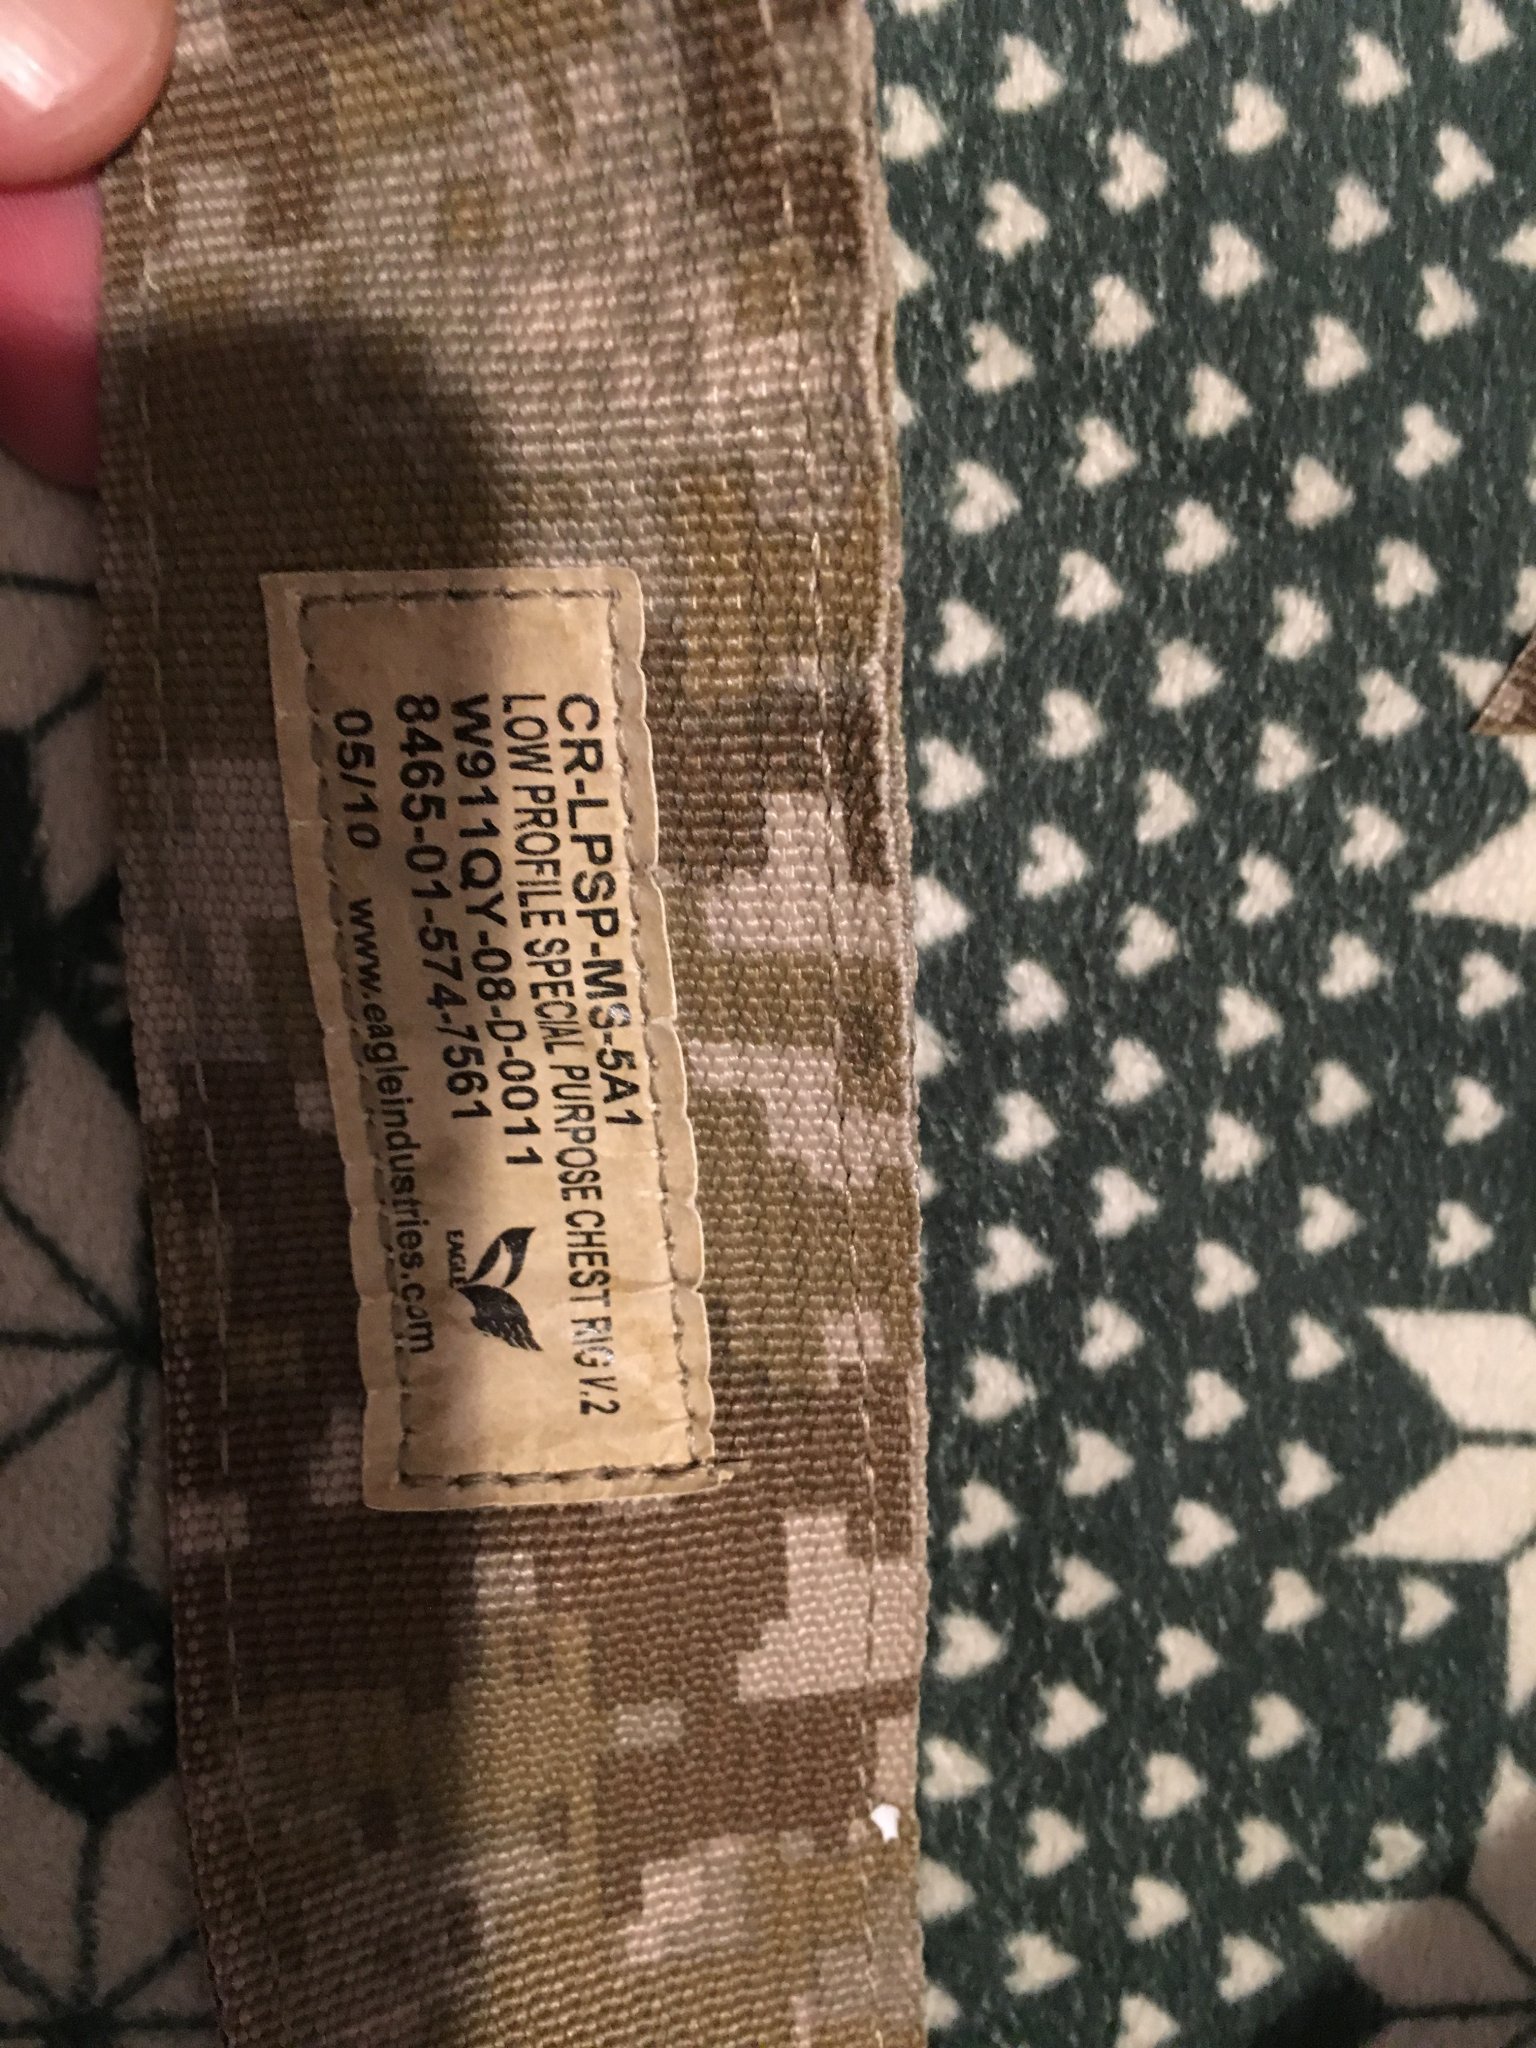 CR-LPSP-MS-5A1
LOW PROFILE SPECIAL PURPOSE CHEST RIG V.2
W911QY-08-D-0011
8465-01-574-7561
EAGLE
05/10 www.eagleindustries.com